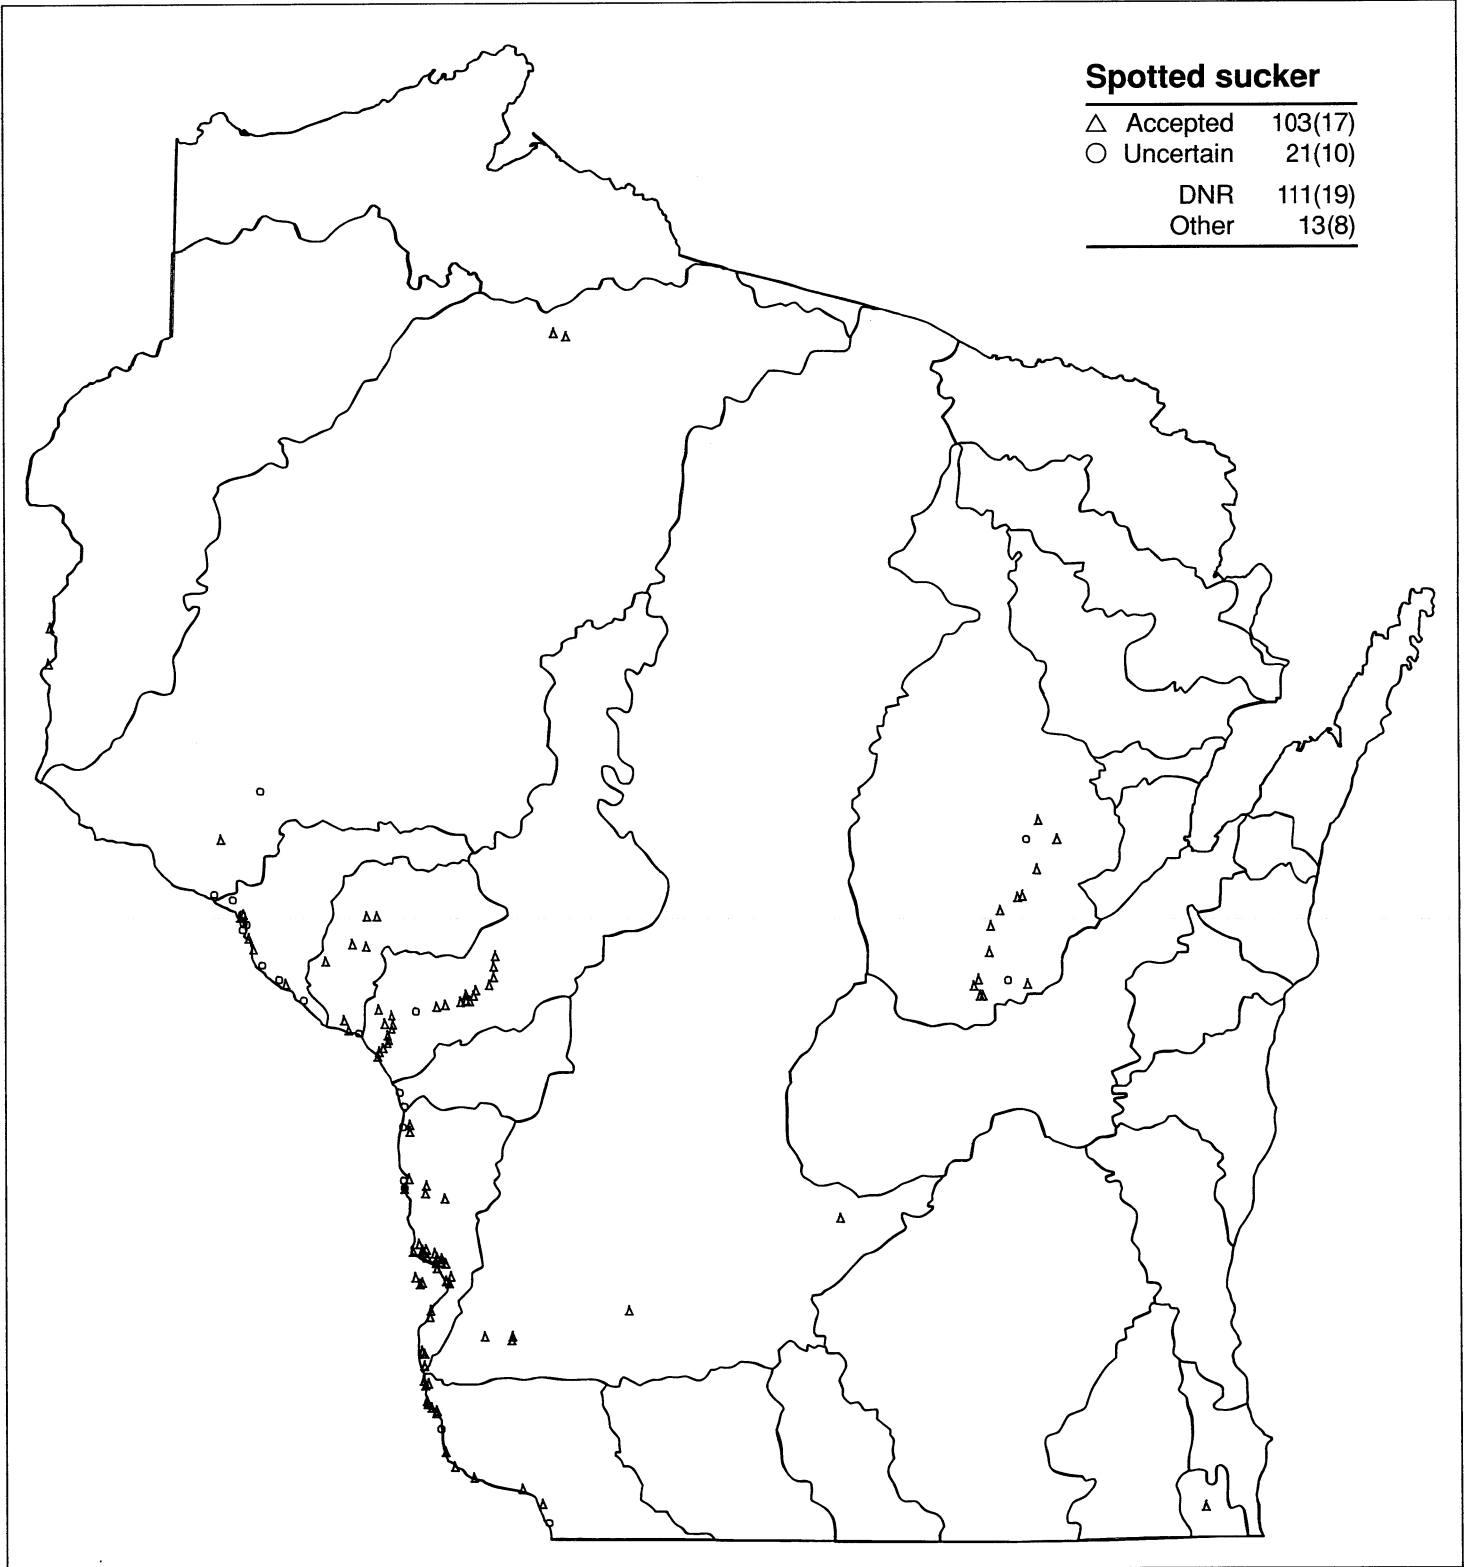 Spotted sucker
△ Accepted 103(17)
○ Uncertain 21(10)
DNR 111(19)
Other 13(8)